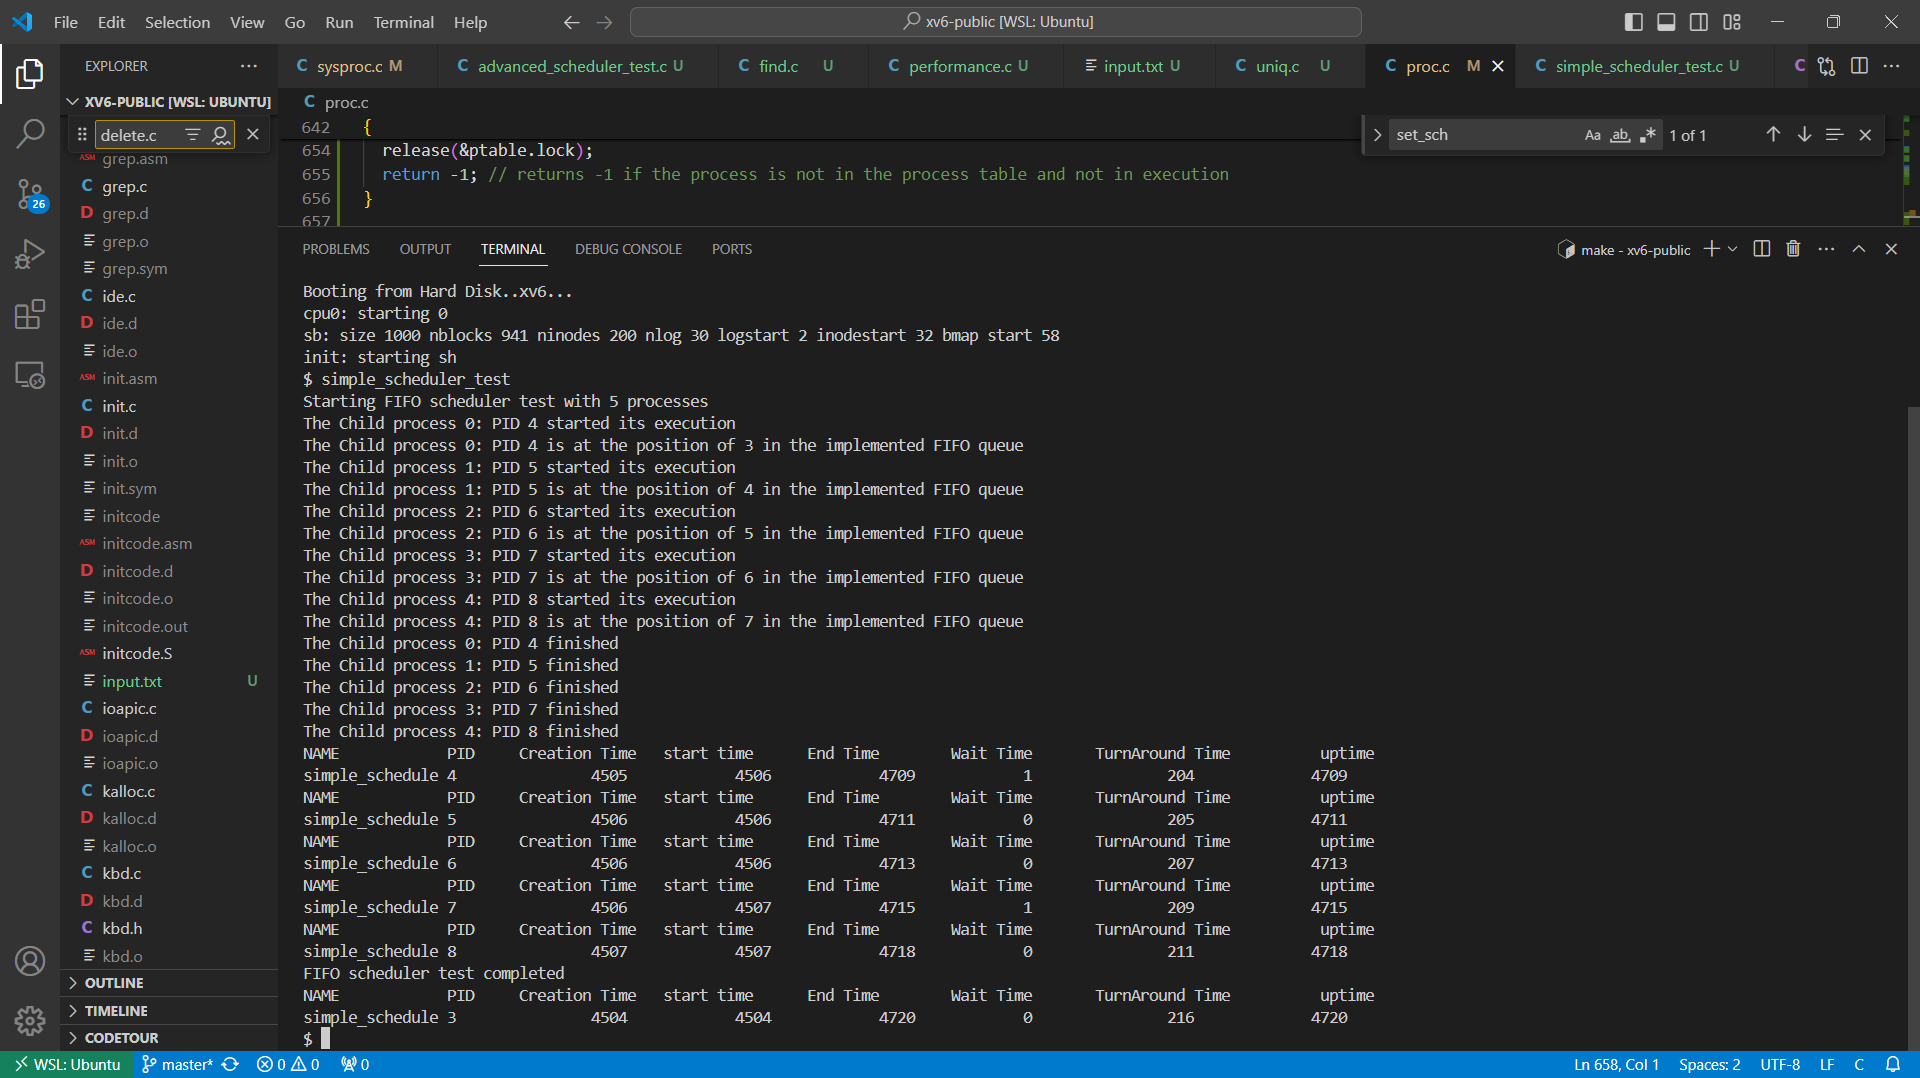 File Edit Selection View Go Run Terminal Help
xv6-public [WSL: Ubuntu]
EXPLORER
XV6-PUBLIC [WSL: UBUNTU]
delete.c
ASM grep.asm
C grep.c
D grep.d
grep.o
grep.sym
C ide.c
D ide.d
ide.o
ASM init.asm
C init.c
D init.d
init.o
init.sym
initcode
ASM initcode.asm
D initcode.d
initcode.o
initcode.out
ASM initcode.S
input.txt U
C ioapic.c
D ioapic.d
ioapic.o
C kalloc.c
D kalloc.d
kalloc.o
C kbd.c
D kbd.d
C kbd.h
kbd.o
OUTLINE
TIMELINE
CODETOUR
26
C sysproc.c M
C advanced_scheduler_test.c U
C find.c U
C performance.c U
input.txt U
C uniq.c U
C proc.c M
C simple_scheduler_test.c U
C
C proc.c
642 {
654 release(&ptable.lock);
655 return -1; // returns -1 if the process is not in the process table and not in execution
656 }
657
set_sch Aa ab .* 1 of 1
PROBLEMS OUTPUT TERMINAL DEBUG CONSOLE PORTS
make - xv6-public
Booting from Hard Disk..xv6...
cpu0: starting 0
sb: size 1000 nblocks 941 ninodes 200 nlog 30 logstart 2 inodestart 32 bmap start 58
init: starting sh
$ simple_scheduler_test
Starting FIFO scheduler test with 5 processes
The Child process 0: PID 4 started its execution
The Child process 0: PID 4 is at the position of 3 in the implemented FIFO queue
The Child process 1: PID 5 started its execution
The Child process 1: PID 5 is at the position of 4 in the implemented FIFO queue
The Child process 2: PID 6 started its execution
The Child process 2: PID 6 is at the position of 5 in the implemented FIFO queue
The Child process 3: PID 7 started its execution
The Child process 3: PID 7 is at the position of 6 in the implemented FIFO queue
The Child process 4: PID 8 started its execution
The Child process 4: PID 8 is at the position of 7 in the implemented FIFO queue
The Child process 0: PID 4 finished
The Child process 1: PID 5 finished
The Child process 2: PID 6 finished
The Child process 3: PID 7 finished
The Child process 4: PID 8 finished
NAME PID Creation Time start time End Time Wait Time TurnAround Time uptime
simple_schedule 4 4505 4506 4709 1 204 4709
NAME PID Creation Time start time End Time Wait Time TurnAround Time uptime
simple_schedule 5 4506 4506 4711 0 205 4711
NAME PID Creation Time start time End Time Wait Time TurnAround Time uptime
simple_schedule 6 4506 4506 4713 0 207 4713
NAME PID Creation Time start time End Time Wait Time TurnAround Time uptime
simple_schedule 7 4506 4507 4715 1 209 4715
NAME PID Creation Time start time End Time Wait Time TurnAround Time uptime
simple_schedule 8 4507 4507 4718 0 211 4718
FIFO scheduler test completed
NAME PID Creation Time start time End Time Wait Time TurnAround Time uptime
simple_schedule 3 4504 4504 4720 0 216 4720
$
WSL: Ubuntu master* 0 0 0
Ln 658, Col 1 Spaces: 2 UTF-8 LF C